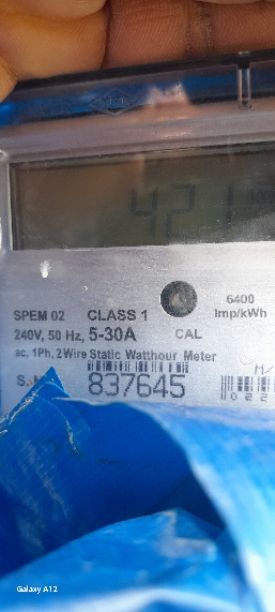 421
SPEM 02 CLASS 1 6400
Imp/kWh
240V, 50 Hz, 5-30A CAL
ac, 1Ph, 2Wire Static Watthour Meter
837645
022
Galaxy A12